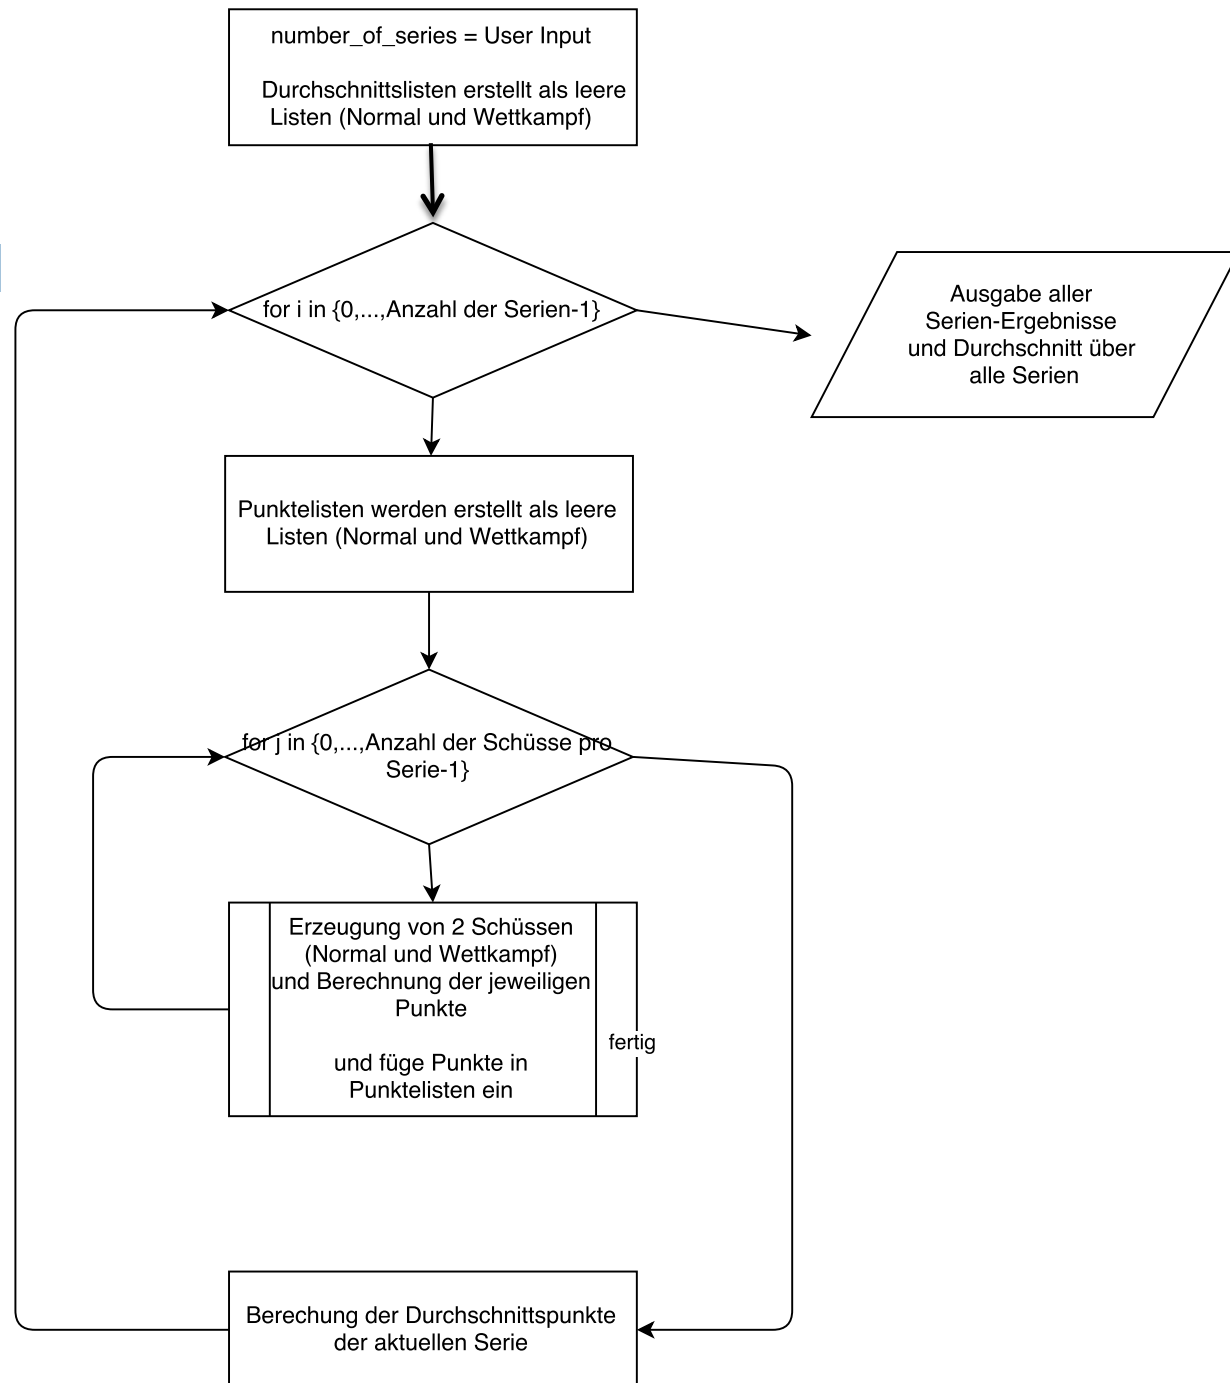 number_of_series = User Input
Durchschnittslisten erstellt als leere
Listen (Normal und Wettkampf)
for i in {0,...,Anzahl der Serien-1}
Ausgabe aller
Serien-Ergebnisse
und Durchschnitt über
alle Serien
Punktelisten werden erstellt als leere
Listen (Normal und Wettkampf)
for j in {0,...,Anzahl der Schüsse pro
Serie-1}
Erzeugung von 2 Schüssen
(Normal und Wettkampf)
und Berechnung der jeweiligen
Punkte
und füge Punkte in
Punktelisten ein
fertig
Berechung der Durchschnittspunkte
der aktuellen Serie